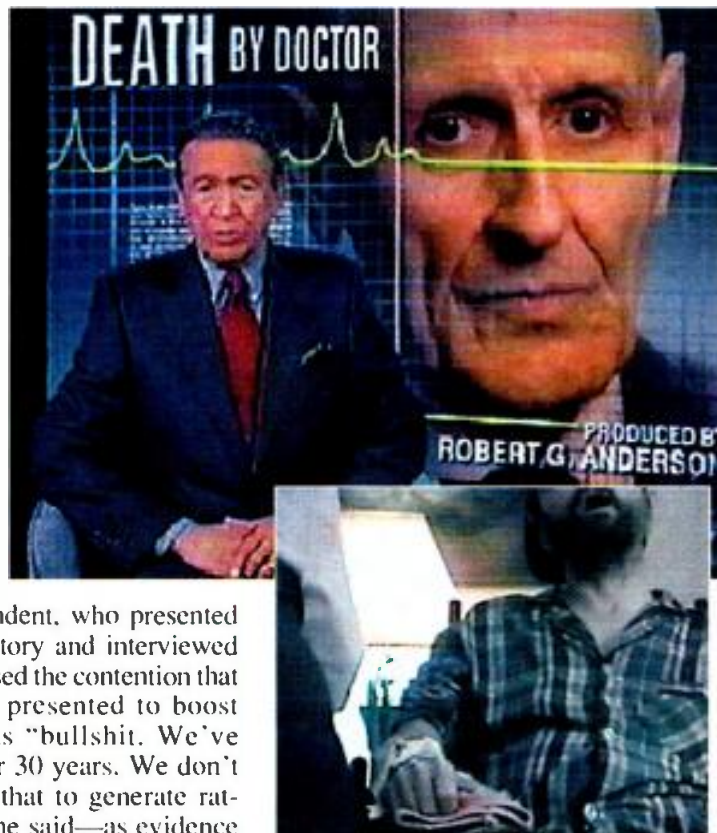 DEATH BY DOCTOR
PRODUCED BY
ROBERT G. ANDERSON
ndent, who presented
tory and interviewed
sed the contention that
presented to boost
s "bullshit. We've
r 30 years. We don't
that to generate rat-
he said—as evidence